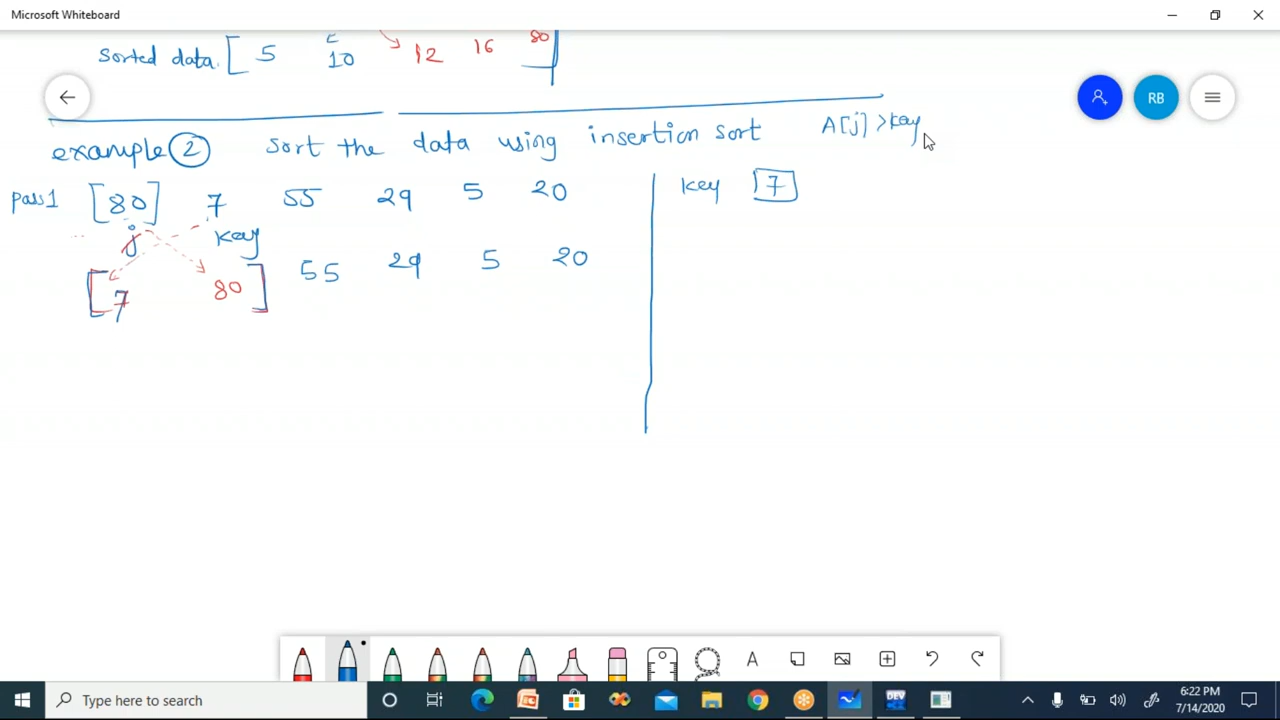 Microsoft Whiteboard
Sorted data [ 5 10 12 16 80 ]
RB
example 2 sort the data using insertion sort A[j] > key
pass1 [80] 7 55 29 5 20
key 7
j key
[7 80] 55 29 5 20
A
Type here to search
DEV
6:22 PM
7/14/2020